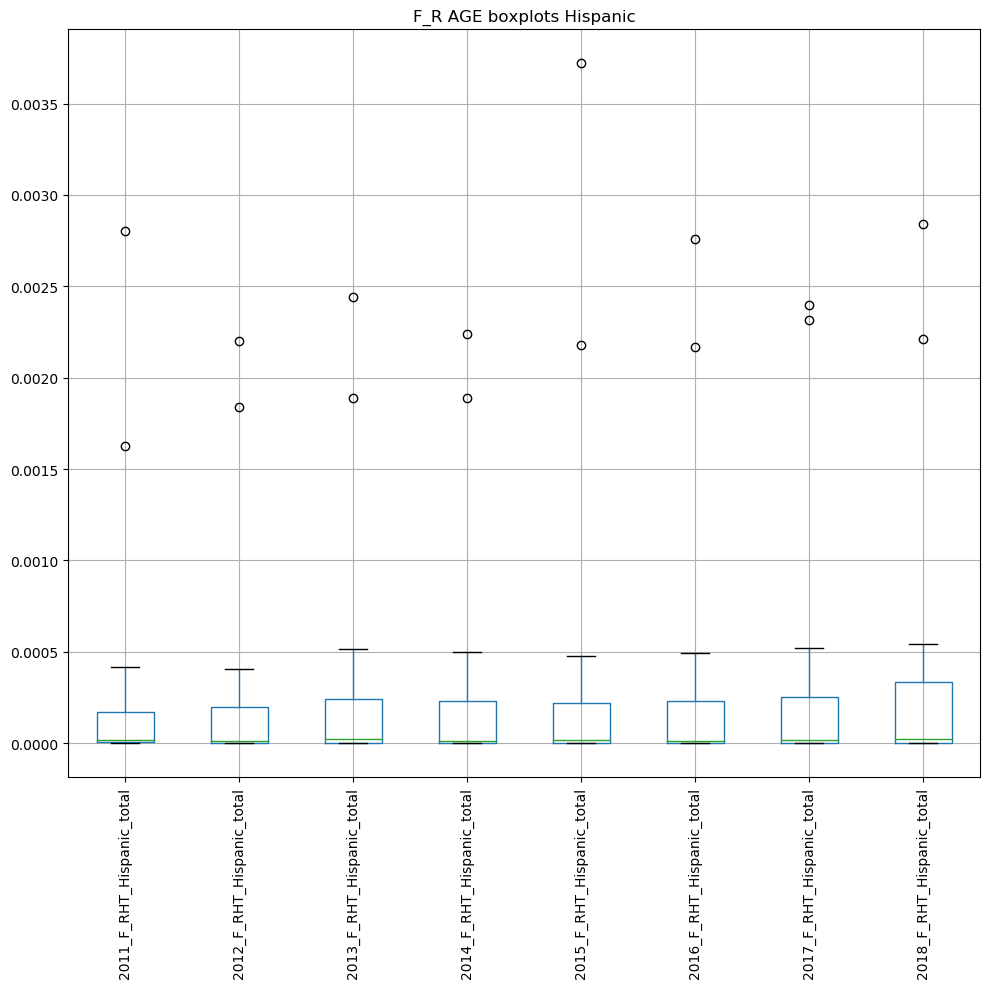 F_R AGE boxplots Hispanic
0.0035
0.0030
0.0025
0.0020
0.0015
0.0010
0.0005
0.0000
2011_F_RHT_Hispanic_total
2012_F_RHT_Hispanic_total
2013_F_RHT_Hispanic_total
2014_F_RHT_Hispanic_total
2015_F_RHT_Hispanic_total
2016_F_RHT_Hispanic_total
2017_F_RHT_Hispanic_total
2018_F_RHT_Hispanic_total